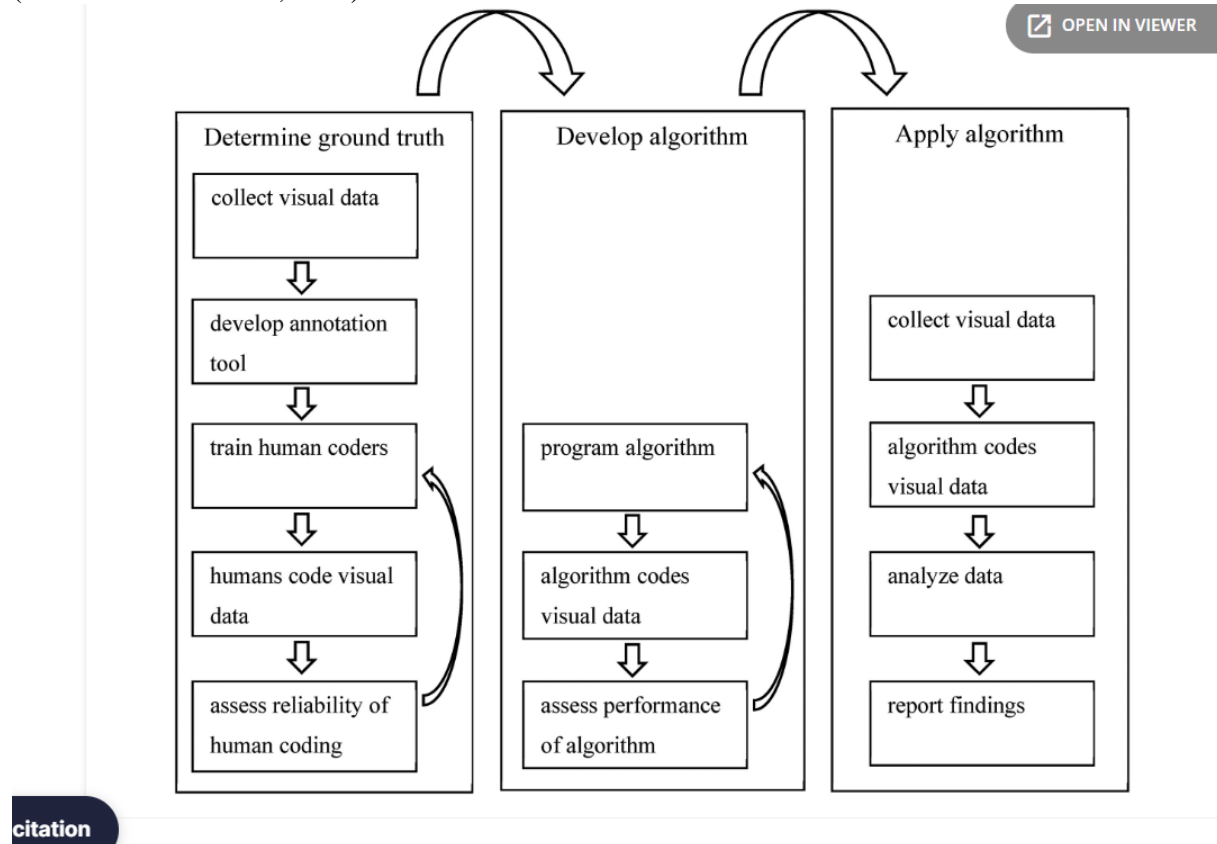 OPEN IN VIEWER
Determine ground truth
collect visual data
develop annotation
tool
train human coders
humans code visual
data
assess reliability of
human coding
Develop algorithm
program algorithm
algorithm codes
visual data
assess performance
of algorithm
Apply algorithm
collect visual data
algorithm codes
visual data
analyze data
report findings
citation